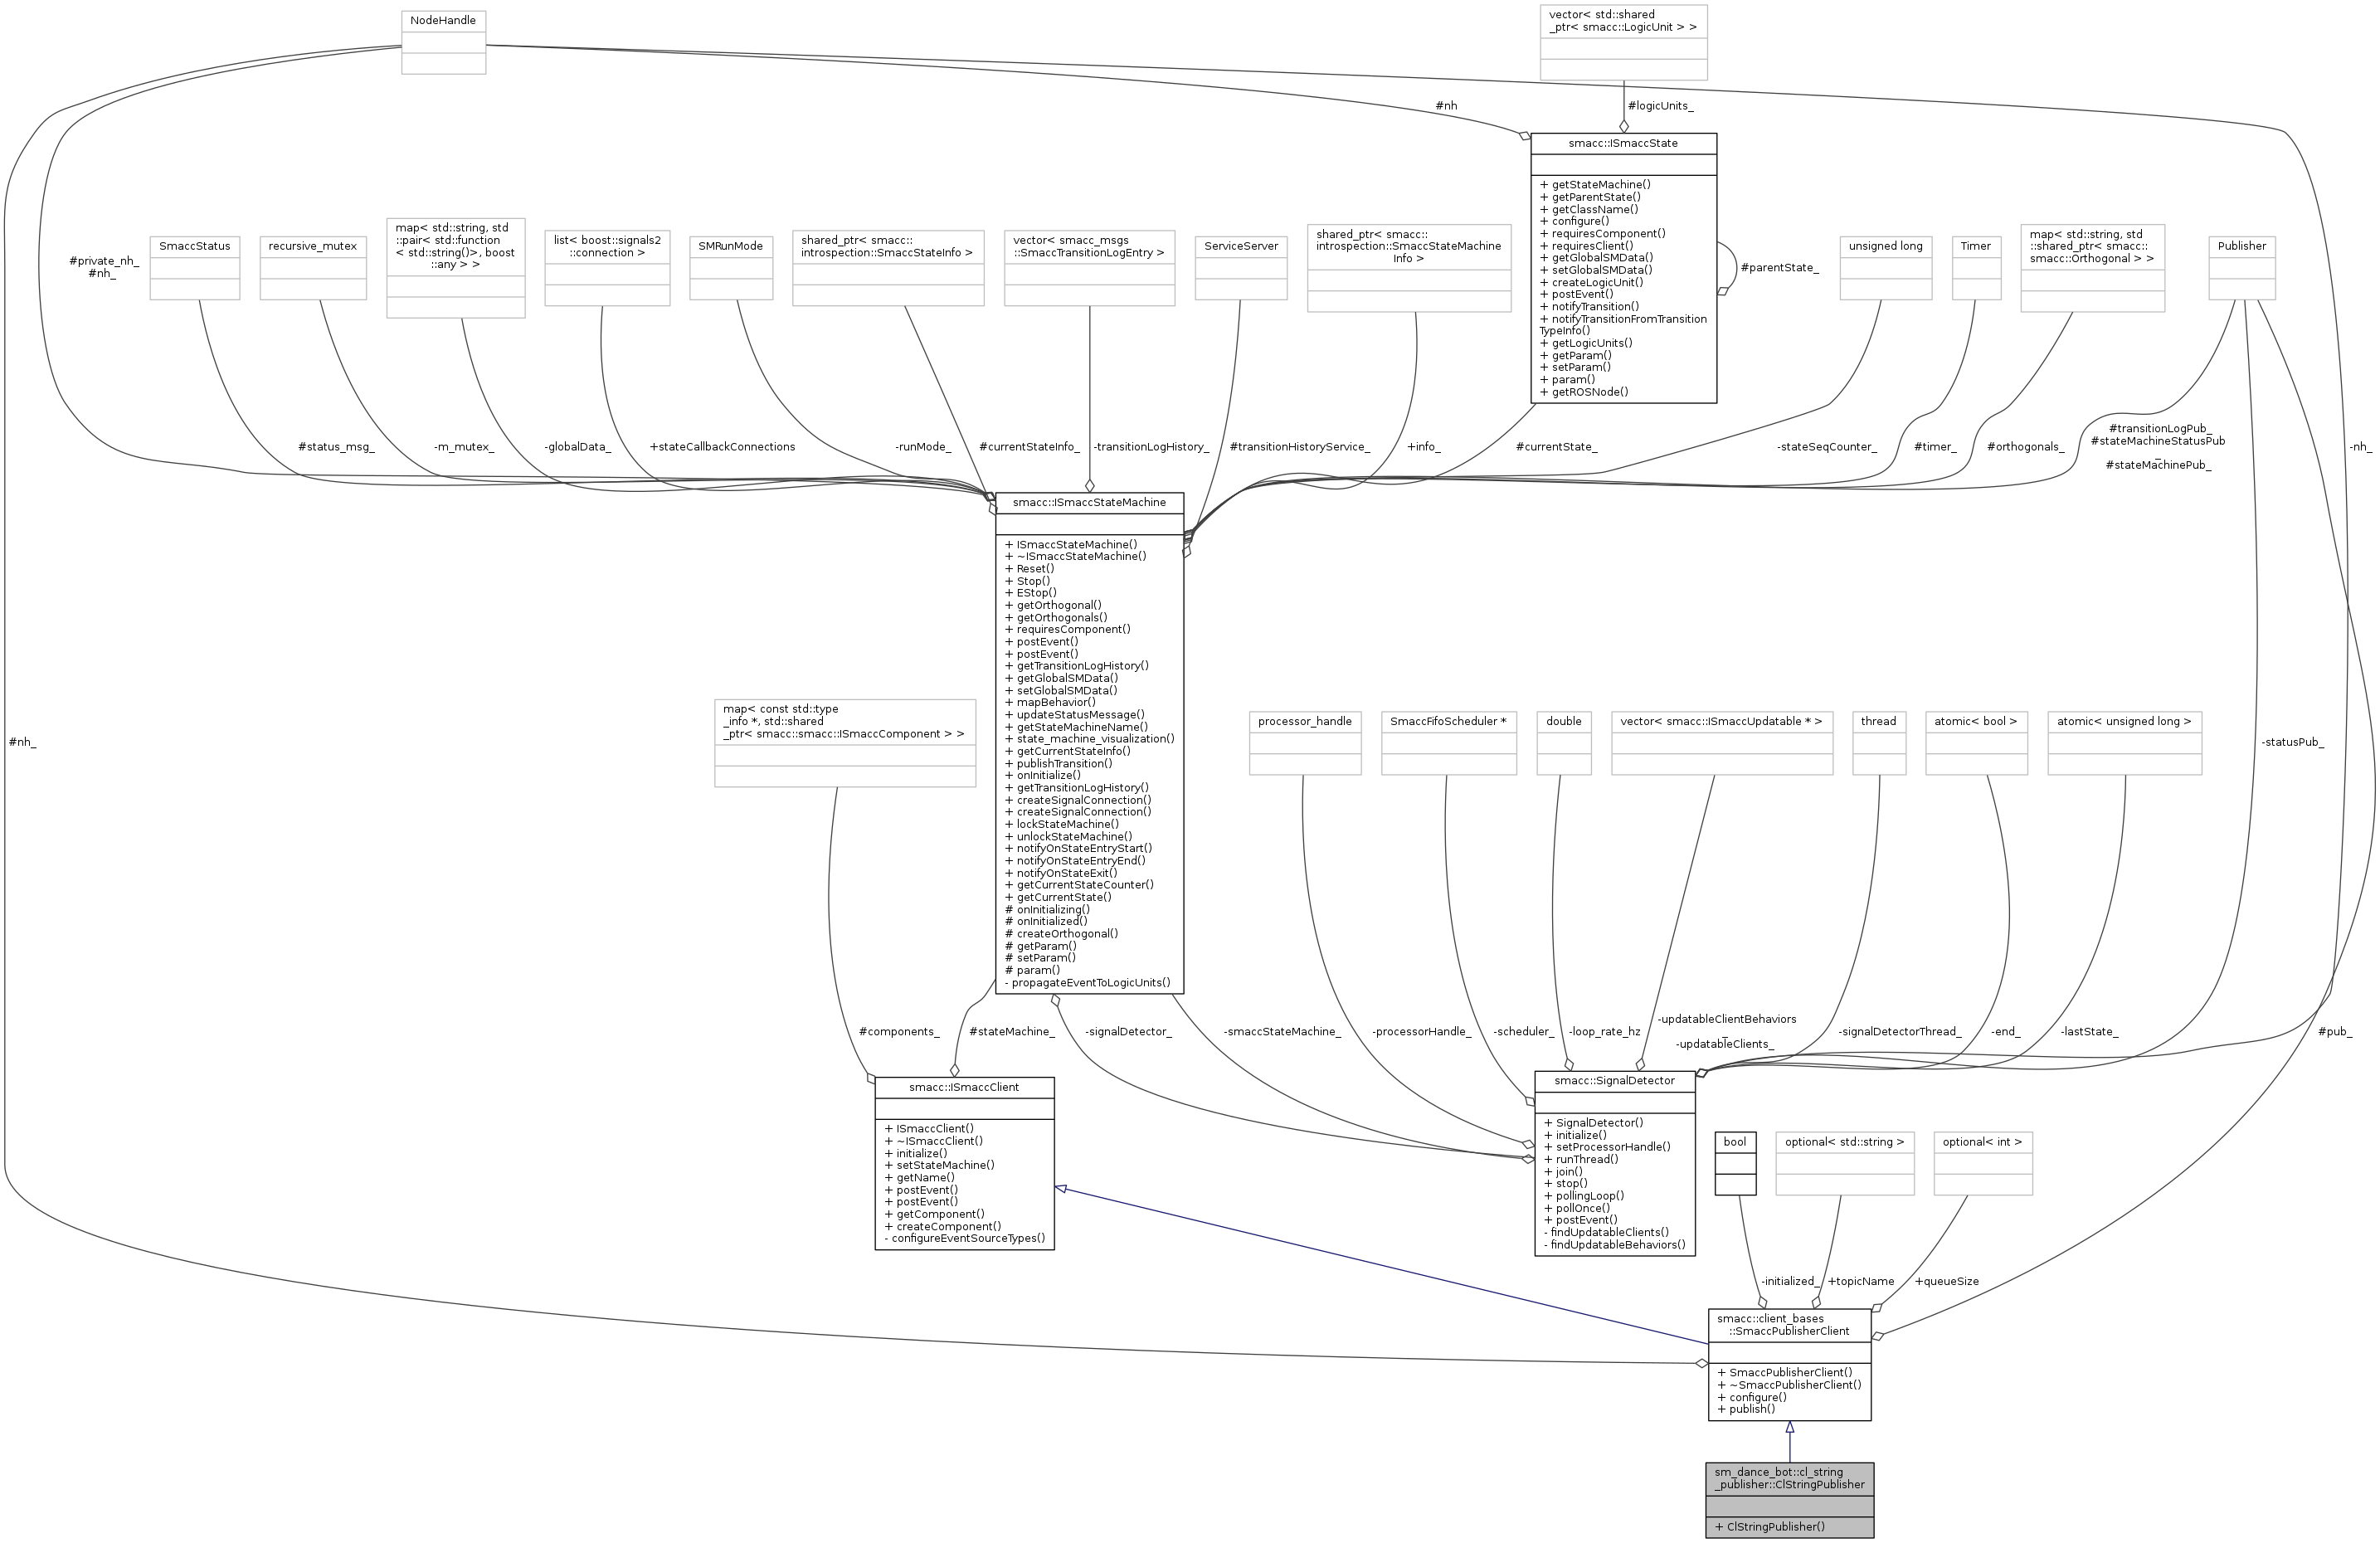 NodeHandle
vector< std::shared
_ptr< smacc::LogicUnit > >
#nh
#logicUnits_
smacc::ISmaccState
+ getStateMachine()
+ getParentState()
+ getClassName()
+ configure()
+ requiresComponent()
+ requiresClient()
+ getGlobalSMData()
+ setGlobalSMData()
+ createLogicUnit()
+ postEvent()
+ notifyTransition()
+ notifyTransitionFromTransition
TypeInfo()
+ getLogicUnits()
+ getParam()
+ setParam()
+ param()
+ getROSNode()
#parentState_
#private_nh_
#nh_
SmaccStatus
recursive_mutex
map< std::string, std
::pair< std::function
< std::string()>, boost
::any > >
list< boost::signals2
::connection >
SMRunMode
shared_ptr< smacc::
introspection::SmaccStateInfo >
vector< smacc_msgs
::SmaccTransitionLogEntry >
ServiceServer
shared_ptr< smacc::
introspection::SmaccStateMachine
Info >
unsigned long
Timer
map< std::string, std
::shared_ptr< smacc::
smacc::Orthogonal > >
Publisher
#status_msg_
-m_mutex_
-globalData_
+stateCallbackConnections
-runMode_
#currentStateInfo_
-transitionLogHistory_
#transitionHistoryService_
+info_
#currentState_
-stateSeqCounter_
#timer_
#orthogonals_
#transitionLogPub_
#stateMachineStatusPub
_
#stateMachinePub_
-nh_
smacc::ISmaccStateMachine
+ ISmaccStateMachine()
+ ~ISmaccStateMachine()
+ Reset()
+ Stop()
+ EStop()
+ getOrthogonal()
+ getOrthogonals()
+ requiresComponent()
+ postEvent()
+ postEvent()
+ getTransitionLogHistory()
+ getGlobalSMData()
+ setGlobalSMData()
+ mapBehavior()
+ updateStatusMessage()
+ getStateMachineName()
+ state_machine_visualization()
+ getCurrentStateInfo()
+ publishTransition()
+ onInitialize()
+ getTransitionLogHistory()
+ createSignalConnection()
+ createSignalConnection()
+ lockStateMachine()
+ unlockStateMachine()
+ notifyOnStateEntryStart()
+ notifyOnStateEntryEnd()
+ notifyOnStateExit()
+ getCurrentStateCounter()
+ getCurrentState()
# onInitializing()
# onInitialized()
# createOrthogonal()
# getParam()
# setParam()
# param()
- propagateEventToLogicUnits()
#nh_
map< const std::type
_info *, std::shared
_ptr< smacc::smacc::ISmaccComponent > >
processor_handle
SmaccFifoScheduler *
double
vector< smacc::ISmaccUpdatable * >
thread
atomic< bool >
atomic< unsigned long >
-statusPub_
#components_
#stateMachine_
-signalDetector_
-smaccStateMachine_
-processorHandle_
-scheduler_
-loop_rate_hz
-updatableClientBehaviors
_
-updatableClients_
-signalDetectorThread_
-end_
-lastState_
#pub_
smacc::ISmaccClient
+ ISmaccClient()
+ ~ISmaccClient()
+ initialize()
+ setStateMachine()
+ getName()
+ postEvent()
+ postEvent()
+ getComponent()
+ createComponent()
- configureEventSourceTypes()
smacc::SignalDetector
+ SignalDetector()
+ initialize()
+ setProcessorHandle()
+ runThread()
+ join()
+ stop()
+ pollingLoop()
+ pollOnce()
+ postEvent()
- findUpdatableClients()
- findUpdatableBehaviors()
bool
optional< std::string >
optional< int >
-initialized_
+topicName
+queueSize
smacc::client_bases
::SmaccPublisherClient
+ SmaccPublisherClient()
+ ~SmaccPublisherClient()
+ configure()
+ publish()
sm_dance_bot::cl_string
_publisher::ClStringPublisher
+ ClStringPublisher()